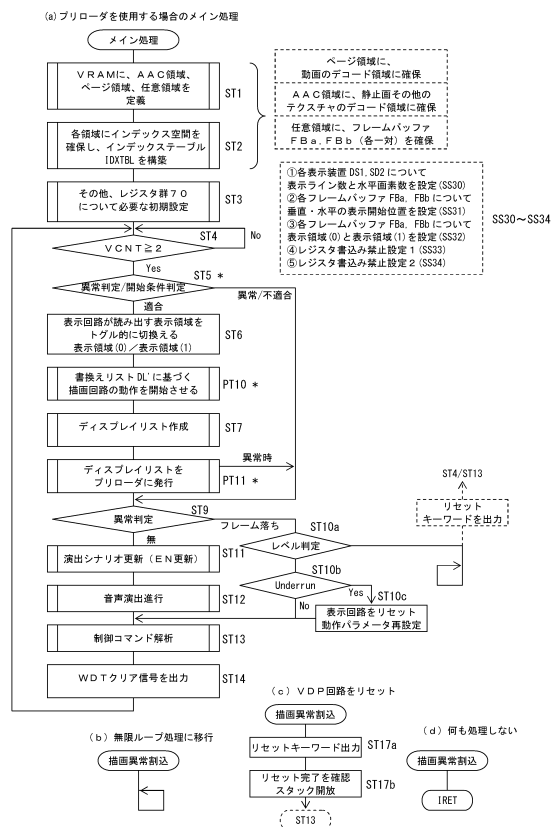 (a)プリローダを使用する場合のメイン処理
メイン処理
VRAMに、AAC領域、
ページ領域、任意領域を
定義
ST1
各領域にインデックス空間を
確保し、インデックステーブル
IDXTBLを構築
ST2
その他、レジスタ群70
について必要な初期設定
ST3
ページ領域に、
動画のデコード領域に確保
AAC領域に、静止画その他の
テクスチャのデコード領域に確保
任意領域に、フレームバッファ
FBa,FBb(各一対)を確保
①各表示装置DS1,SD2について
表示ライン数と水平画素数を設定(SS30)
②各フレームバッファFBa,FBbについて
垂直・水平の表示開始位置を設定(SS31)
③各フレームバッファFBa,FBbについて
表示領域(0)と表示領域(1)を設定(SS32)
④レジスタ書込み禁止設定1(SS33)
⑤レジスタ書込み禁止設定2(SS34)
SS30~SS34
ST4
No
VCNT≧2
Yes
ST5 *
異常判定/開始条件判定
異常/不適合
適合
表示回路が読み出す表示領域を
トグル的に切換える
表示領域(0)/表示領域(1)
ST6
書換えリストDL'に基づく
描画回路の動作を開始させる
PT10 *
ディスプレイリスト作成
ST7
異常時
ディスプレイリストを
プリローダに発行
PT11 *
ST9
異常判定
フレーム落ち
無
ST10a
レベル判定
ST4/ST13
リセット
キーワードを出力
演出シナリオ更新(EN更新)
ST11
ST10b
Underrun
Yes
No
ST10c
表示回路をリセット
動作パラメータ再設定
音声演出進行
ST12
制御コマンド解析
ST13
WDTクリア信号を出力
ST14
(b)無限ループ処理に移行
描画異常割込
(c)VDP回路をリセット
描画異常割込
リセットキーワード出力
ST17a
リセット完了を確認
スタック開放
ST17b
ST13
(d)何も処理しない
描画異常割込
IRET